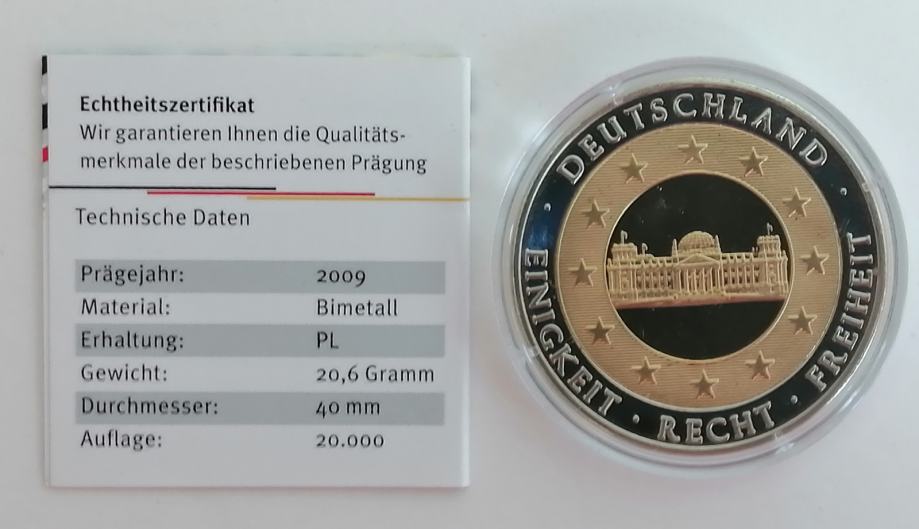 Echtheitszertifikat
Wir garantieren Ihnen die Qualitäts-
merkmale der beschriebenen Prägung
Technische Daten
Prägejahr: 2009
Material: Bimetall
Erhaltung: PL
Gewicht: 20,6 Gramm
Durchmesser: 40 mm
Auflage: 20.000
DEUTSCHLAND
EINIGKEIT · RECHT · FREIHEIT